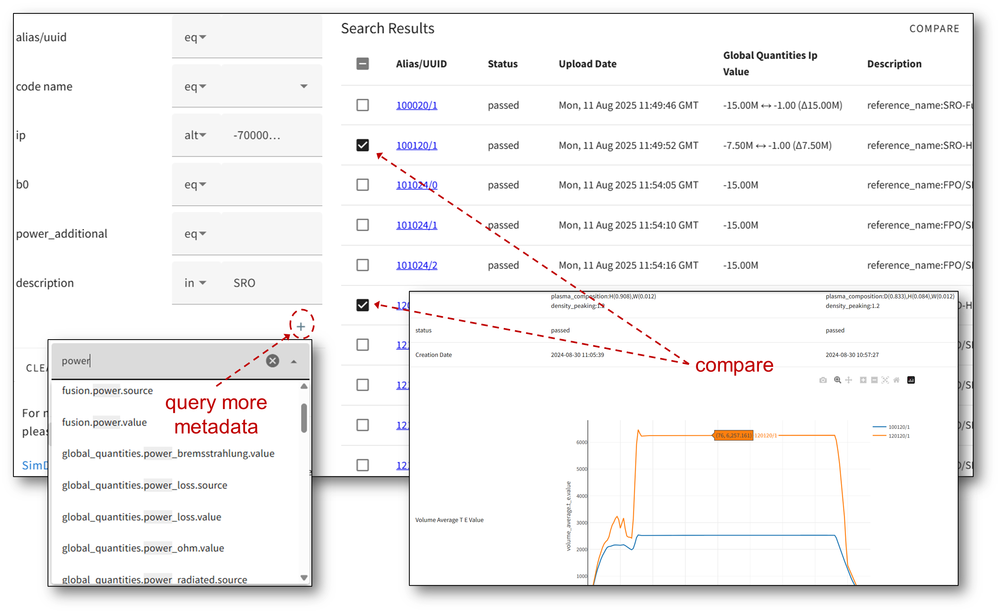 alias/uuid
eq
code name
eq
ip
alt
-70000...
b0
eq
power_additional
eq
description
in
SRO
+
Search Results
COMPARE
Alias/UUID
Status
Upload Date
Global Quantities Ip
Value
Description
100020/1
passed
Mon, 11 Aug 2025 11:49:46 GMT
-15.00M ↔ -1.00 (Δ15.00M)
reference_name:SRO-Fu
100120/1
passed
Mon, 11 Aug 2025 11:49:52 GMT
-7.50M ↔ -1.00 (Δ7.50M)
reference_name:SRO-H
101024/0
passed
Mon, 11 Aug 2025 11:54:05 GMT
-15.00M
reference_name:FPO/S
101024/1
passed
Mon, 11 Aug 2025 11:54:10 GMT
-15.00M
reference_name:FPO/S
101024/2
passed
Mon, 11 Aug 2025 11:54:16 GMT
-15.00M
reference_name:FPO/S
120
O-H
12
/S
12
/S
12
/S
12
/S
CLEA
For
pleas
SimD
power
fusion.power.source
fusion.power.value
global_quantities.power_bremsstrahlung.value
global_quantities.power_loss.source
global_quantities.power_loss.value
global_quantities.power_ohm.value
global_quantities.power_radiated.source
query more
metadata
plasma_composition:H(0.908),W(0.012)
density_peaking:1.2
plasma_composition:D(0.833),H(0.084),W(0.012)
density_peaking:1.2
status
passed
passed
Creation Date
2024-08-30 11:05:39
2024-08-30 10:57:27
compare
Volume Average T E Value
volume_average.t_e.value
6000
5000
4000
3000
2000
1000
(76, 6,257.161)
120120/1
100120/1
120120/1